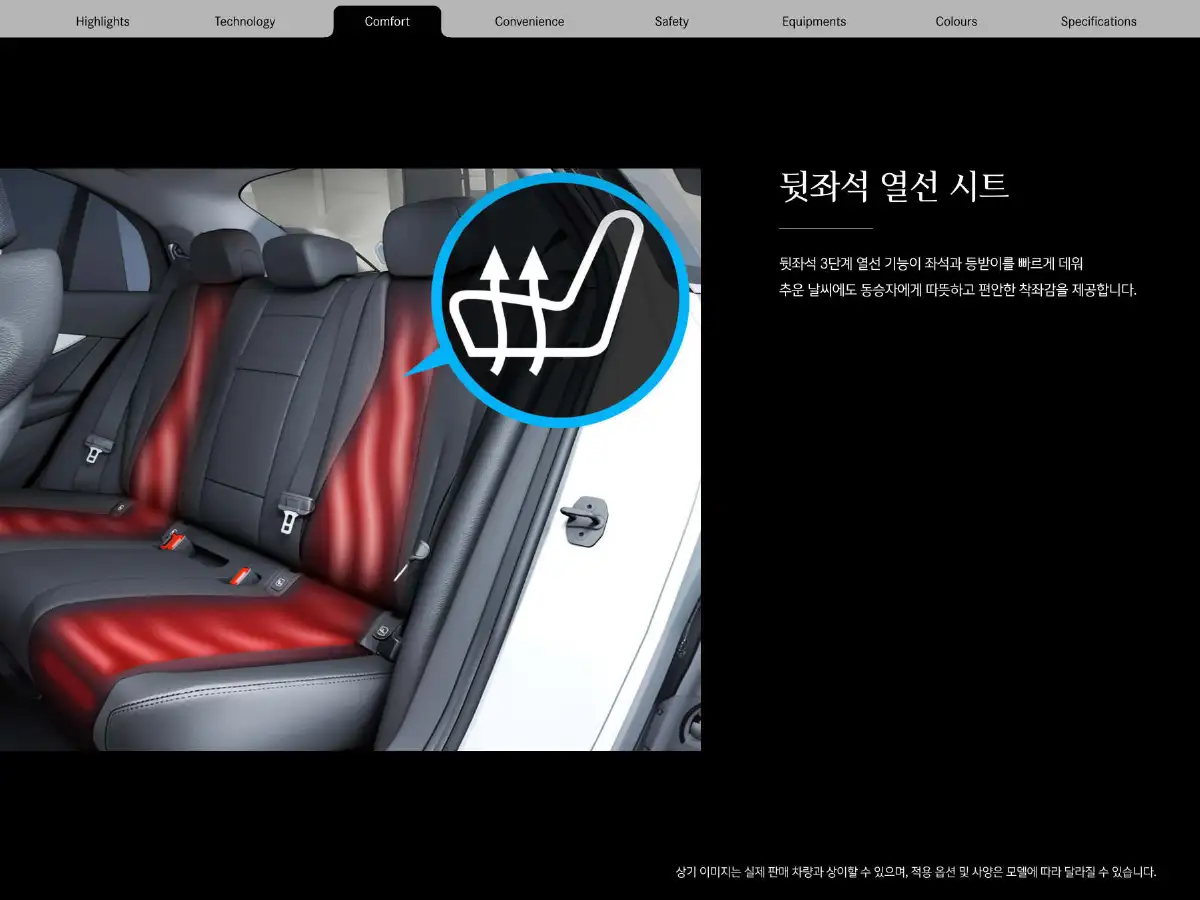 Highlights
Technology
Comfort
Convenience
Safety
Equipments
Colours
Specifications
뒷좌석 열선 시트
뒷좌석 3단계 열선 기능이 좌석과 등받이를 빠르게 데워
추운 날씨에도 동승자에게 따뜻하고 편안한 착좌감을 제공합니다.
상기 이미지는 실제 판매 차량과 상이할 수 있으며, 적용 옵션 및 사양은 모델에 따라 달라질 수 있습니다.